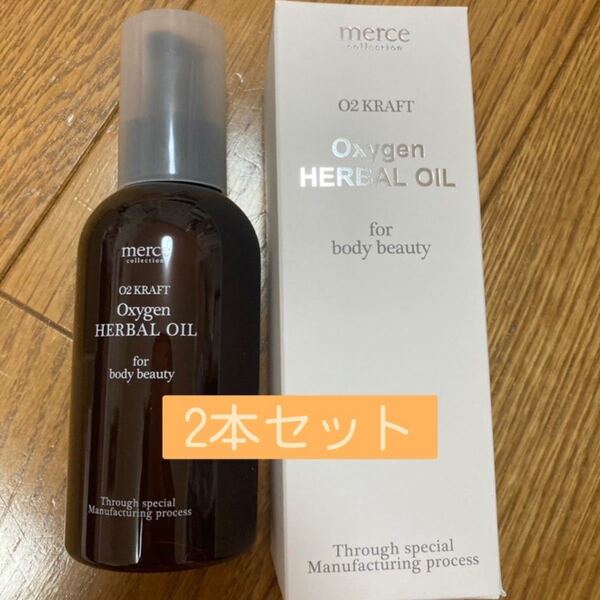 merce
collection
O2 KRAFT
Oxygen
HERBAL OIL
for
body beauty
Through special
Manufacturing process
merce
collection
O2 KRAFT
Oxygen
HERBAL OIL
for
body beauty
Through special
Manufacturing process
2本セット